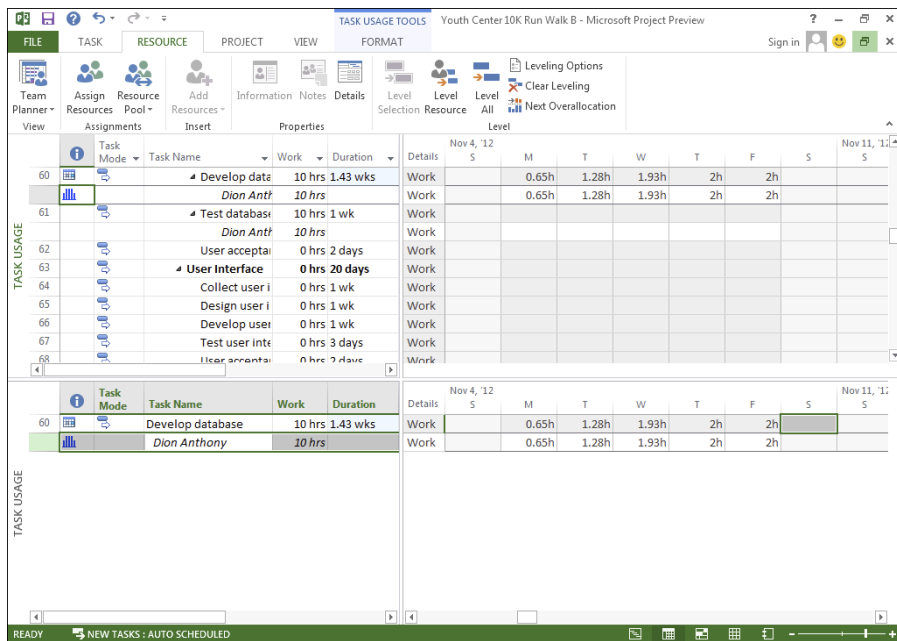 TASK USAGE TOOLS Youth Center 10K Run Walk B - Microsoft Project Preview
FILE TASK RESOURCE PROJECT VIEW FORMAT Sign in
Team Planner
Assign Resources
Resource Pool
Add Resources
Information Notes Details
Level Selection
Level Resource
Level All
Leveling Options
Clear Leveling
Next Overallocation
View Assignments Insert Properties Level
TASK USAGE
Task Mode Task Name Work Duration Details Nov 4, '12 Nov 11, '12
S M T W T F S S
60 Develop data 10 hrs 1.43 wks Work 0.65h 1.28h 1.93h 2h 2h
Dion Anth 10 hrs Work 0.65h 1.28h 1.93h 2h 2h
61 Test database 10 hrs 1 wk Work
Dion Anth 10 hrs Work
62 User acceptan 0 hrs 2 days Work
63 User Interface 0 hrs 20 days Work
64 Collect user i 0 hrs 1 wk Work
65 Design user i 0 hrs 1 wk Work
66 Develop user 0 hrs 1 wk Work
67 Test user inte 0 hrs 3 days Work
68 User acceptan 0 hrs 2 days Work
TASK USAGE
Task Mode Task Name Work Duration Details Nov 4, '12 Nov 11, '12
S M T W T F S S
60 Develop database 10 hrs 1.43 wks Work 0.65h 1.28h 1.93h 2h 2h
Dion Anthony 10 hrs Work 0.65h 1.28h 1.93h 2h 2h
READY NEW TASKS : AUTO SCHEDULED